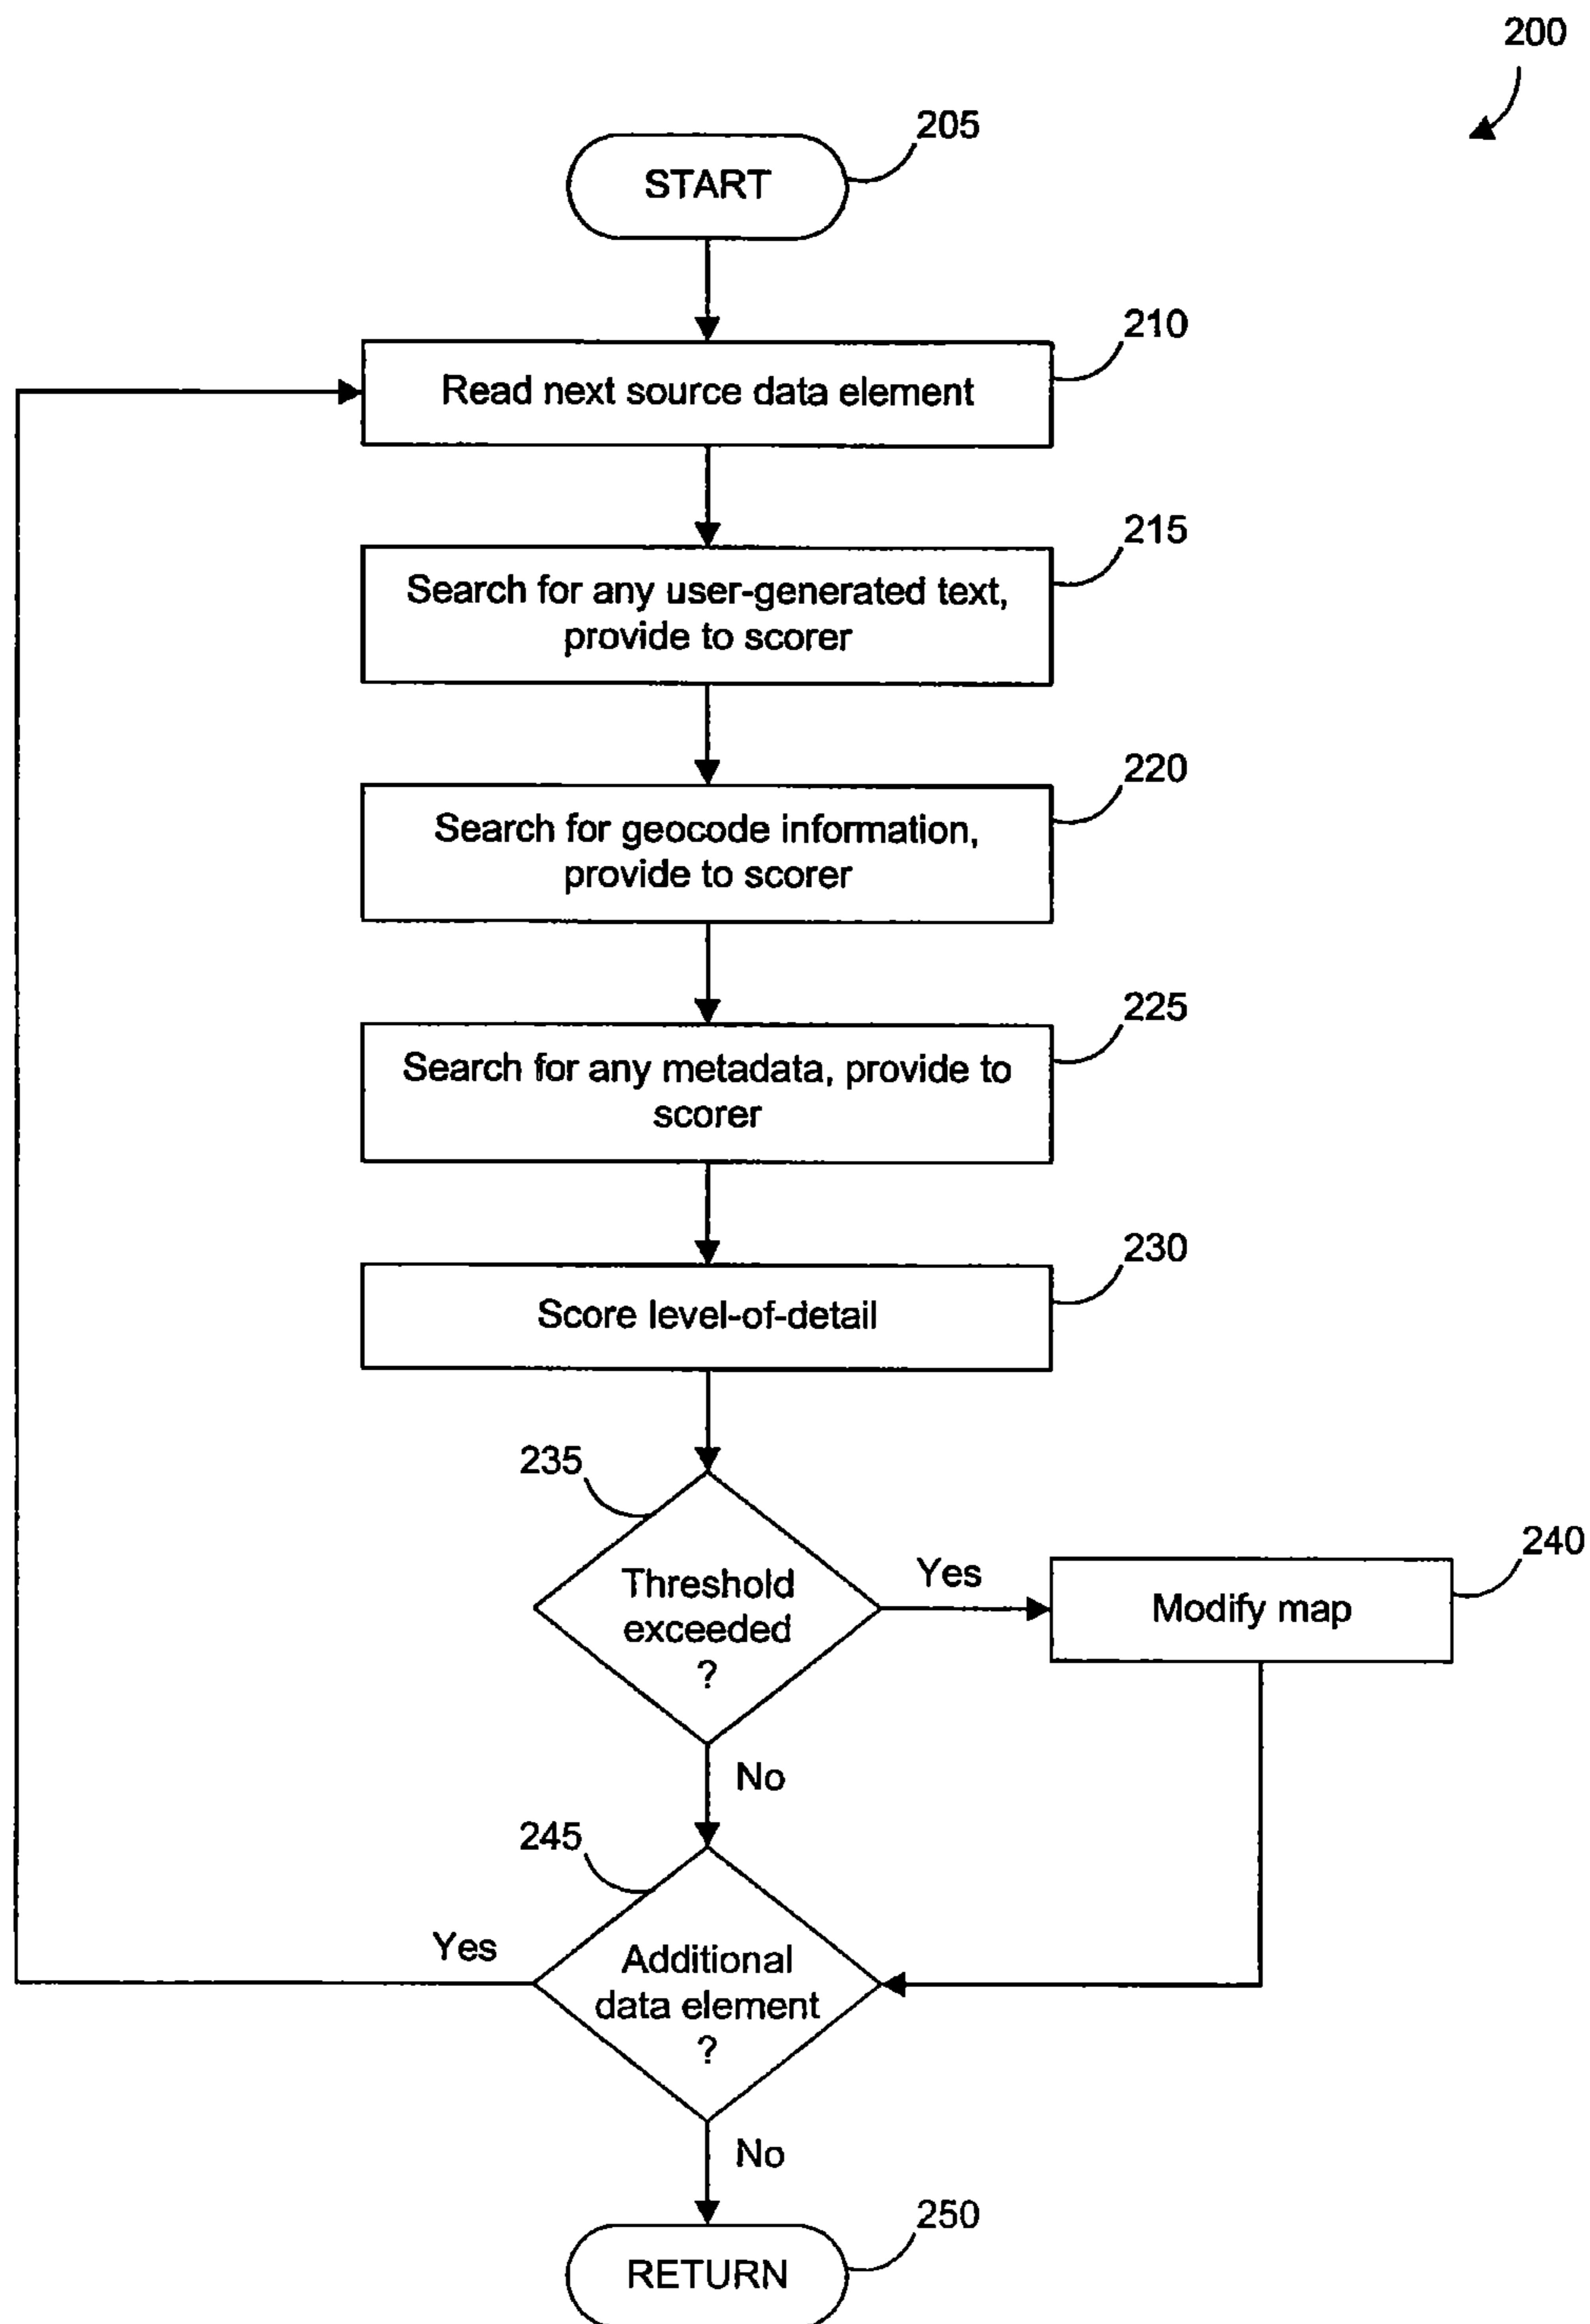 200
205
START
210
Read next source data element
215
Search for any user-generated text,
provide to scorer
220
Search for geocode information,
provide to scorer
225
Search for any metadata, provide to
scorer
230
Score level-of-detail
235
Threshold
exceeded
?
Yes
240
Modify map
No
245
Yes
Additional
data element
?
No
250
RETURN